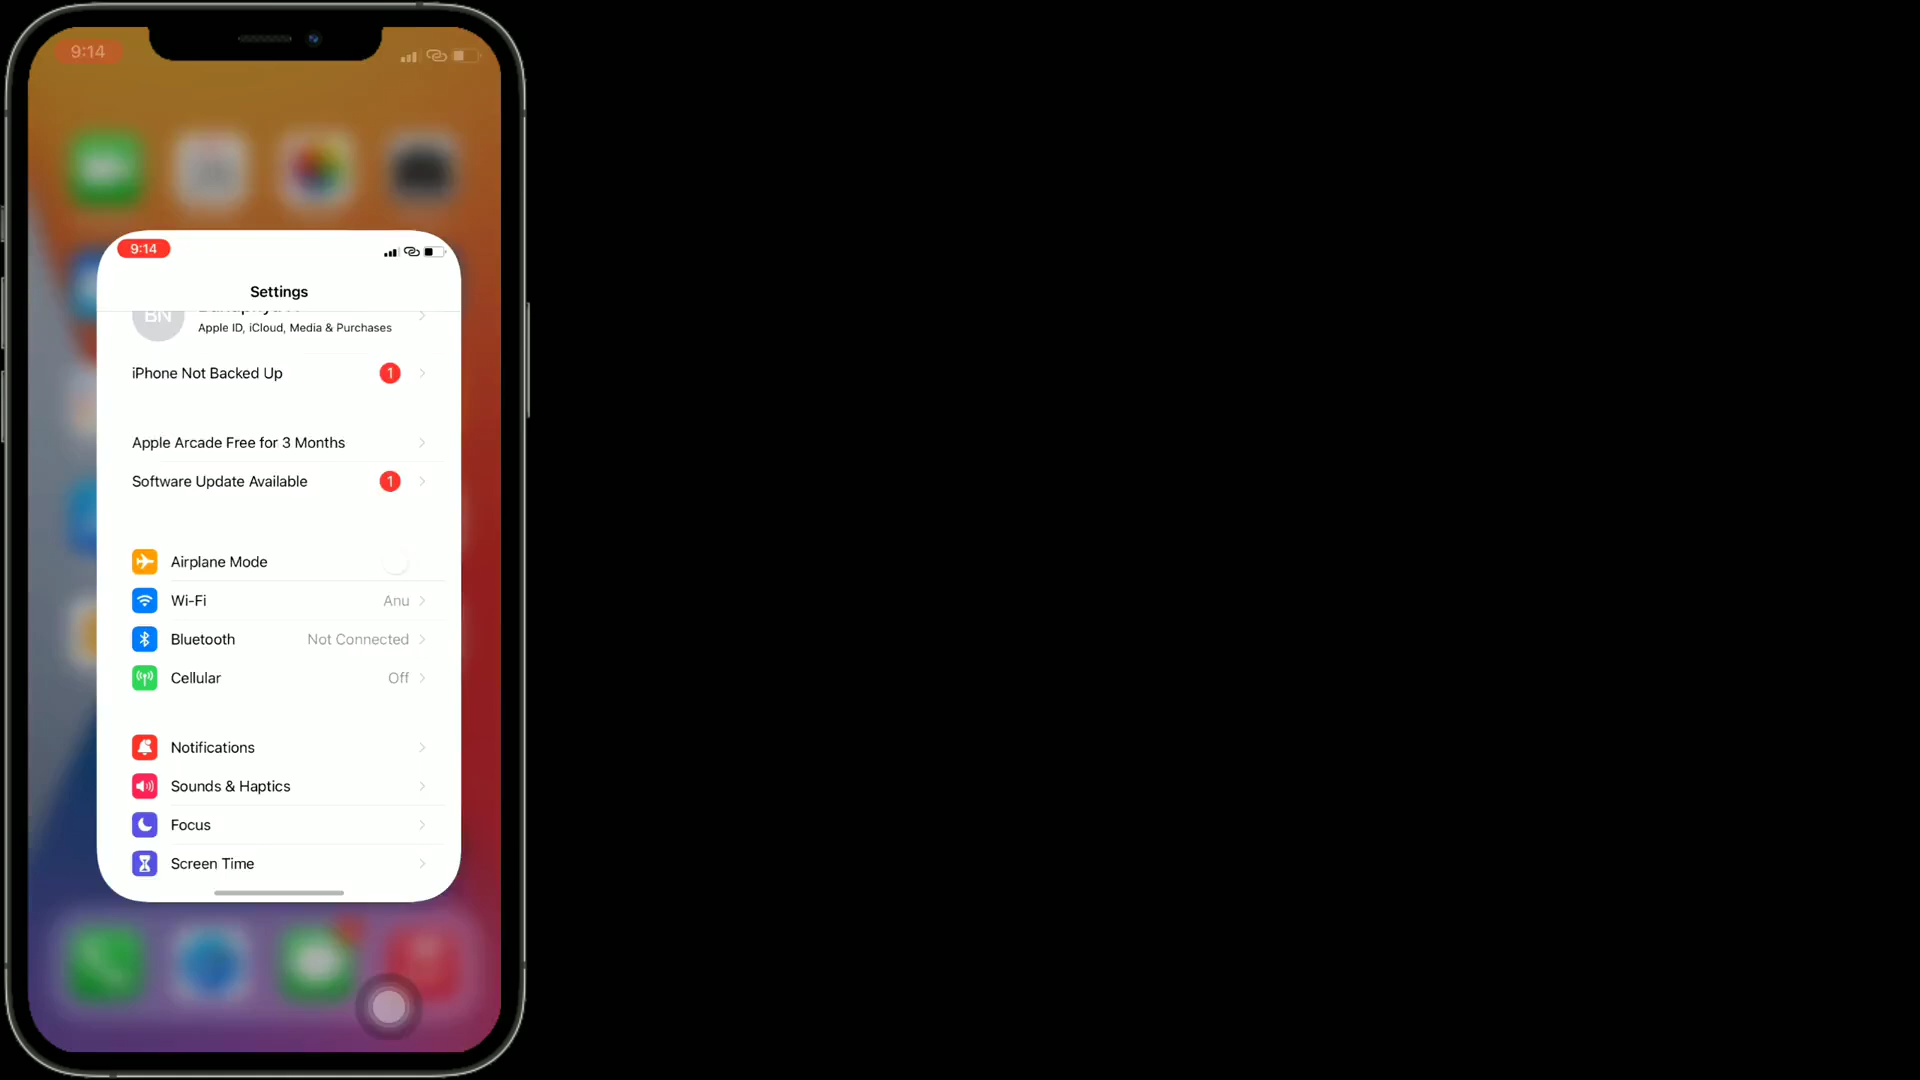 9:14
9:14
Settings
BN
Apple ID, iCloud, Media & Purchases
iPhone Not Backed Up 1
Apple Arcade Free for 3 Months
Software Update Available 1
Airplane Mode
Wi-Fi Anu
Bluetooth Not Connected
Cellular Off
Notifications
Sounds & Haptics
Focus
Screen Time